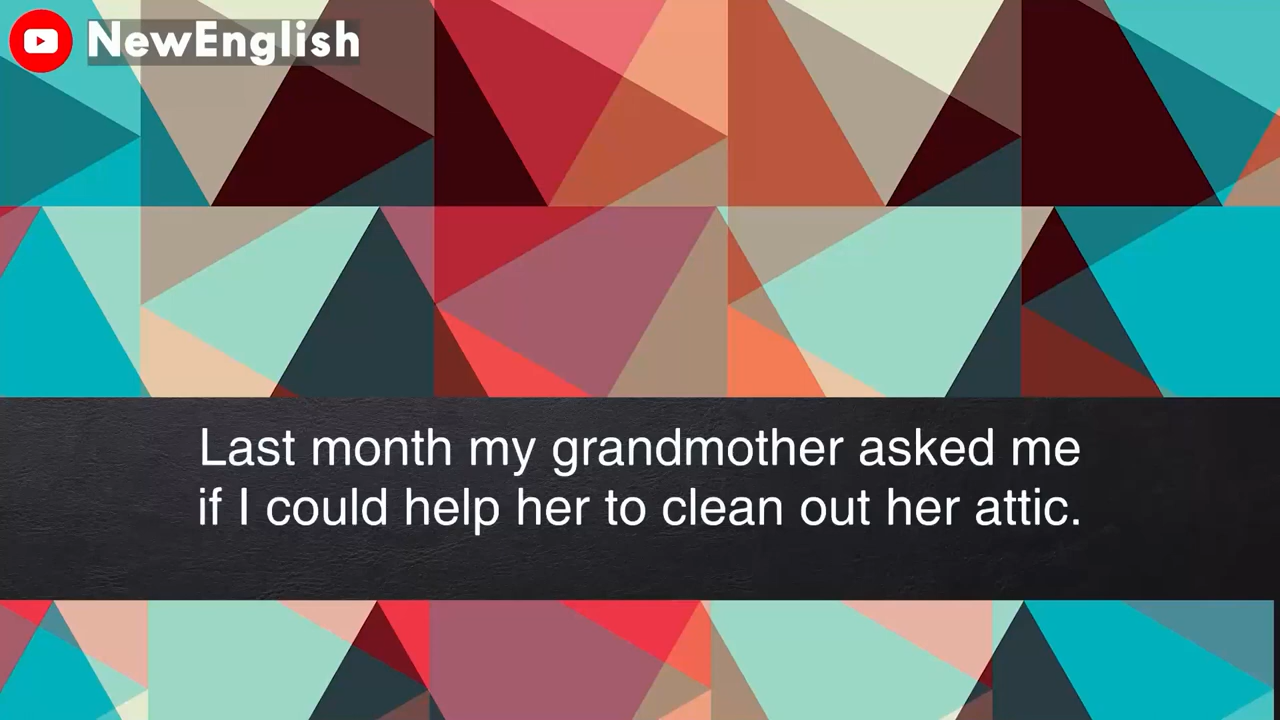 NewEnglish
Last month my grandmother asked me
if I could help her to clean out her attic.